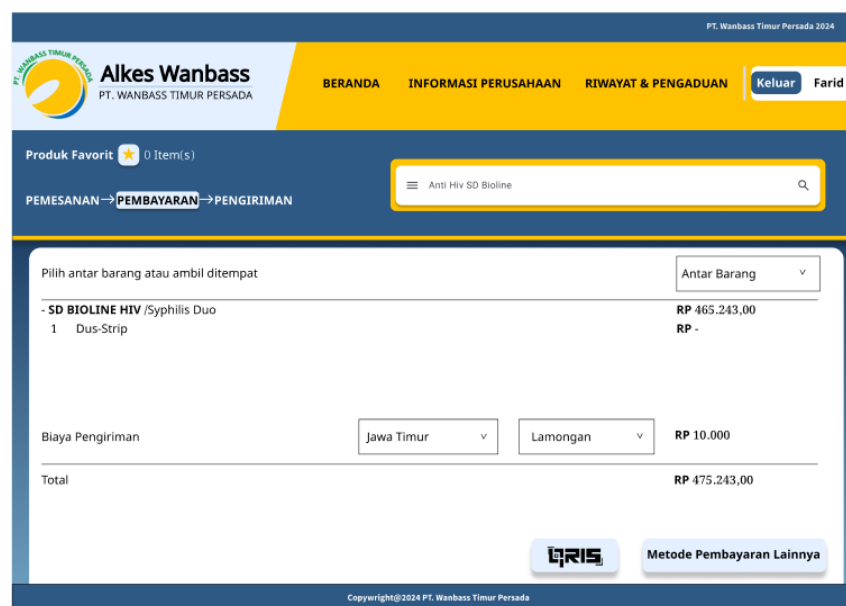 PT. Wanbass Timur Persada 2024
PT. WANBASS TIMUR PERSADA
Alkes Wanbass
PT. WANBASS TIMUR PERSADA
BERANDA INFORMASI PERUSAHAAN RIWAYAT & PENGADUAN Keluar Farid
Produk Favorit 0 Item(s)
Anti Hiv SD Bioline
PEMESANAN→PEMBAYARAN→PENGIRIMAN
Pilih antar barang atau ambil ditempat Antar Barang
- SD BIOLINE HIV /Syphilis Duo RP 465.243,00
1 Dus-Strip RP -
Biaya Pengiriman Jawa Timur Lamongan RP 10.000
Total RP 475.243,00
QRIS Metode Pembayaran Lainnya
Copywright@2024 PT. Wanbass Timur Persada